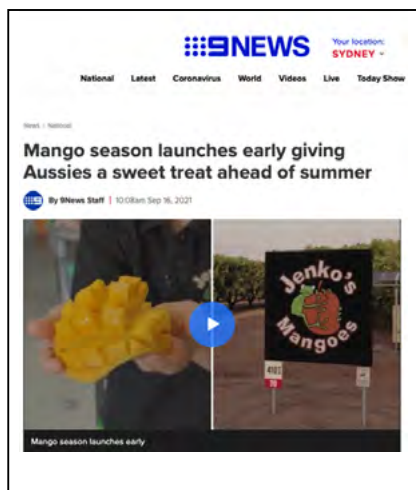 9NEWS
Your location:
SYDNEY
National Latest Coronavirus World Videos Live Today Show
News / National
Mango season launches early giving
Aussies a sweet treat ahead of summer
By 9News Staff | 10:08am Sep 16, 2021
Jenko's
Mangoes
Mango season launches early